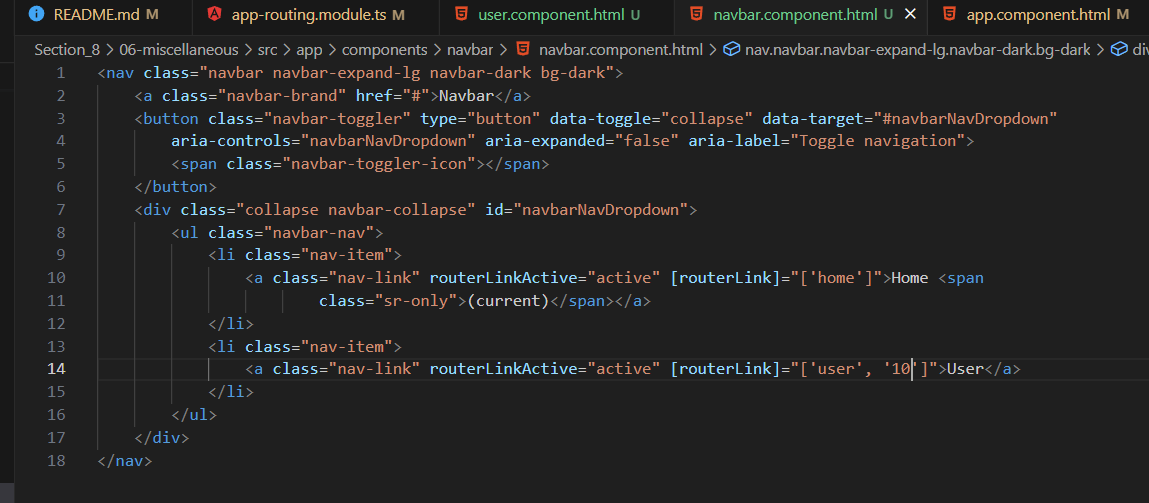 README.md M app-routing.module.ts M user.component.html U navbar.component.html U app.component.html M
Section_8 > 06-miscellaneous > src > app > components > navbar > navbar.component.html > nav.navbar.navbar-expand-lg.navbar-dark.bg-dark > div
1 <nav class="navbar navbar-expand-lg navbar-dark bg-dark">
2 <a class="navbar-brand" href="#">Navbar</a>
3 <button class="navbar-toggler" type="button" data-toggle="collapse" data-target="#navbarNavDropdown"
4 aria-controls="navbarNavDropdown" aria-expanded="false" aria-label="Toggle navigation">
5 <span class="navbar-toggler-icon"></span>
6 </button>
7 <div class="collapse navbar-collapse" id="navbarNavDropdown">
8 <ul class="navbar-nav">
9 <li class="nav-item">
10 <a class="nav-link" routerLinkActive="active" [routerLink]="['home']">Home <span
11 class="sr-only">(current)</span></a>
12 </li>
13 <li class="nav-item">
14 <a class="nav-link" routerLinkActive="active" [routerLink]="['user', '10']">User</a>
15 </li>
16 </ul>
17 </div>
18 </nav>